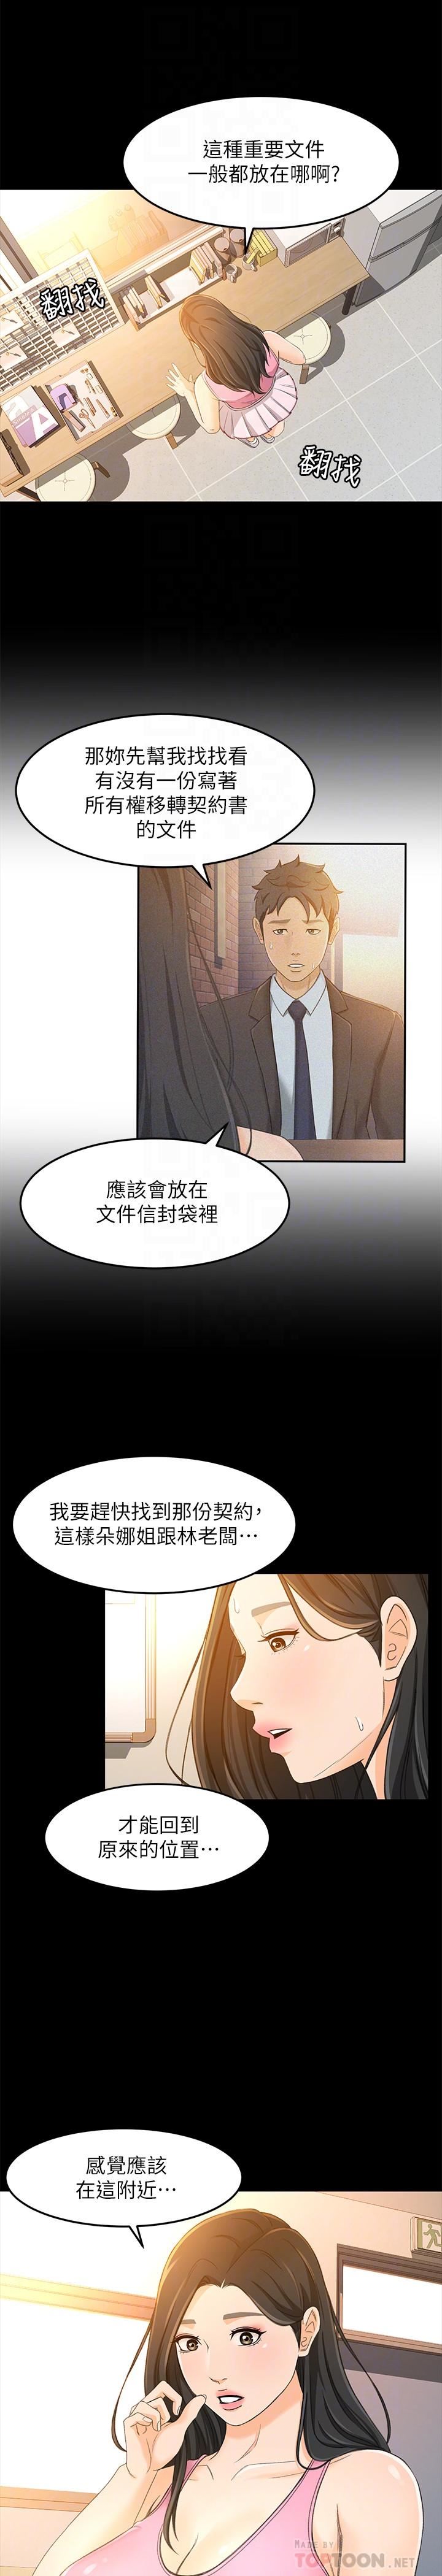 這種重要文件
一般都放在哪啊?
翻找
翻找
那妳先幫我找找看
有沒有一份寫著
所有權移轉契約書
的文件
應該會放在
文件信封袋裡
我要趕快找到那份契約，
這樣朵娜姐跟林老闆…
才能回到
原來的位置…
感覺應該
在這附近…
MADE BY
TOPTOON.NET